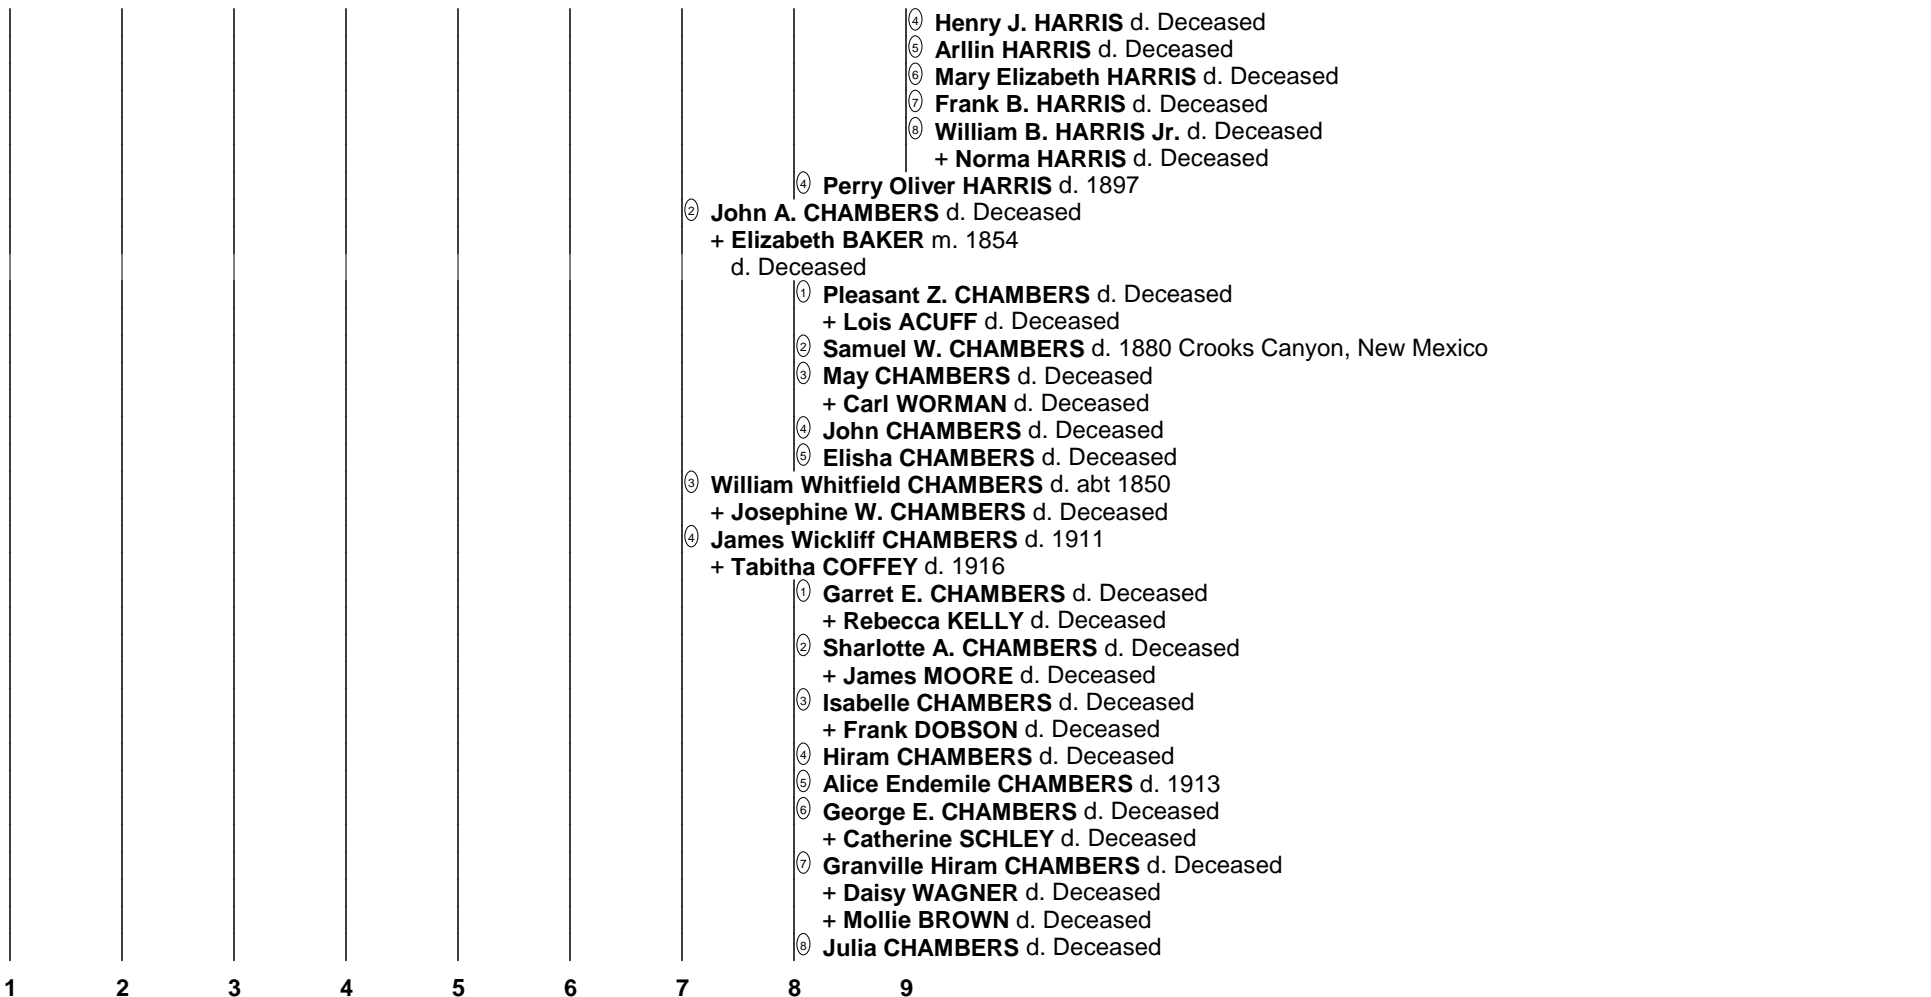 ④ Henry J. HARRIS d. Deceased
⑤ Arllin HARRIS d. Deceased
⑥ Mary Elizabeth HARRIS d. Deceased
⑦ Frank B. HARRIS d. Deceased
⑧ William B. HARRIS Jr. d. Deceased
+ Norma HARRIS d. Deceased
④ Perry Oliver HARRIS d. 1897
② John A. CHAMBERS d. Deceased
+ Elizabeth BAKER m. 1854
d. Deceased
① Pleasant Z. CHAMBERS d. Deceased
+ Lois ACUFF d. Deceased
② Samuel W. CHAMBERS d. 1880 Crooks Canyon, New Mexico
③ May CHAMBERS d. Deceased
+ Carl WORMAN d. Deceased
④ John CHAMBERS d. Deceased
⑤ Elisha CHAMBERS d. Deceased
③ William Whitfield CHAMBERS d. abt 1850
+ Josephine W. CHAMBERS d. Deceased
④ James Wickliff CHAMBERS d. 1911
+ Tabitha COFFEY d. 1916
① Garret E. CHAMBERS d. Deceased
+ Rebecca KELLY d. Deceased
② Sharlotte A. CHAMBERS d. Deceased
+ James MOORE d. Deceased
③ Isabelle CHAMBERS d. Deceased
+ Frank DOBSON d. Deceased
④ Hiram CHAMBERS d. Deceased
⑤ Alice Endemile CHAMBERS d. 1913
⑥ George E. CHAMBERS d. Deceased
+ Catherine SCHLEY d. Deceased
⑦ Granville Hiram CHAMBERS d. Deceased
+ Daisy WAGNER d. Deceased
+ Mollie BROWN d. Deceased
⑧ Julia CHAMBERS d. Deceased
1 2 3 4 5 6 7 8 9